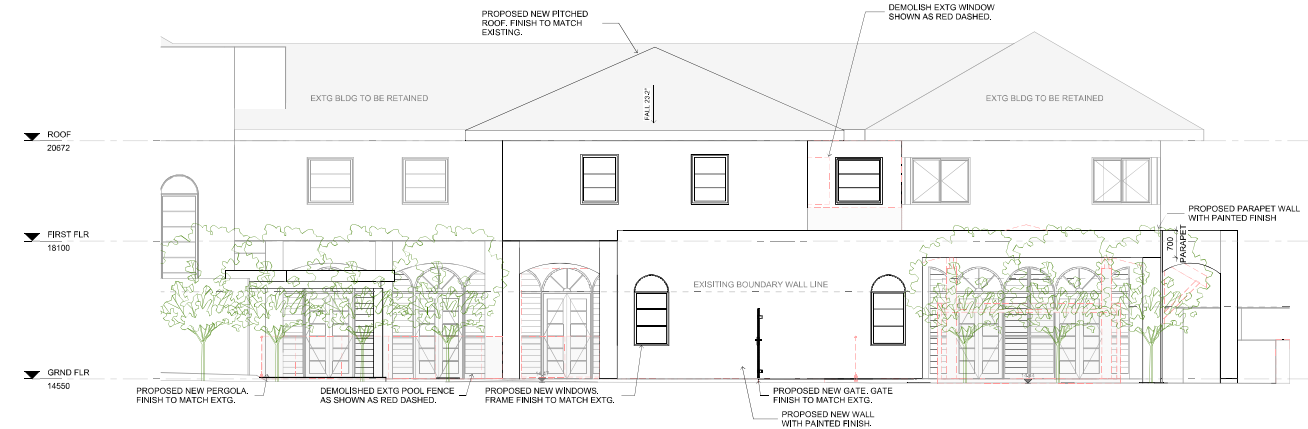 PROPOSED NEW PITCHED
ROOF. FINISH TO MATCH
EXISTING.
DEMOLISH EXTG WINDOW
SHOWN AS RED DASHED.
EXTG BLDG TO BE RETAINED
FALL 23.2°
EXTG BLDG TO BE RETAINED
ROOF
20672
PROPOSED PARAPET WALL
WITH PAINTED FINISH
FIRST FLR
18100
700
PARAPET
EXISITING BOUNDARY WALL LINE
GRND FLR
14550
PROPOSED NEW PERGOLA.
FINISH TO MATCH EXTG.
DEMOLISHED EXTG POOL FENCE
AS SHOWN AS RED DASHED.
PROPOSED NEW WINDOWS.
FRAME FINISH TO MATCH EXTG.
PROPOSED NEW GATE. GATE
FINISH TO MATCH EXTG.
PROPOSED NEW WALL
WITH PAINTED FINISH.